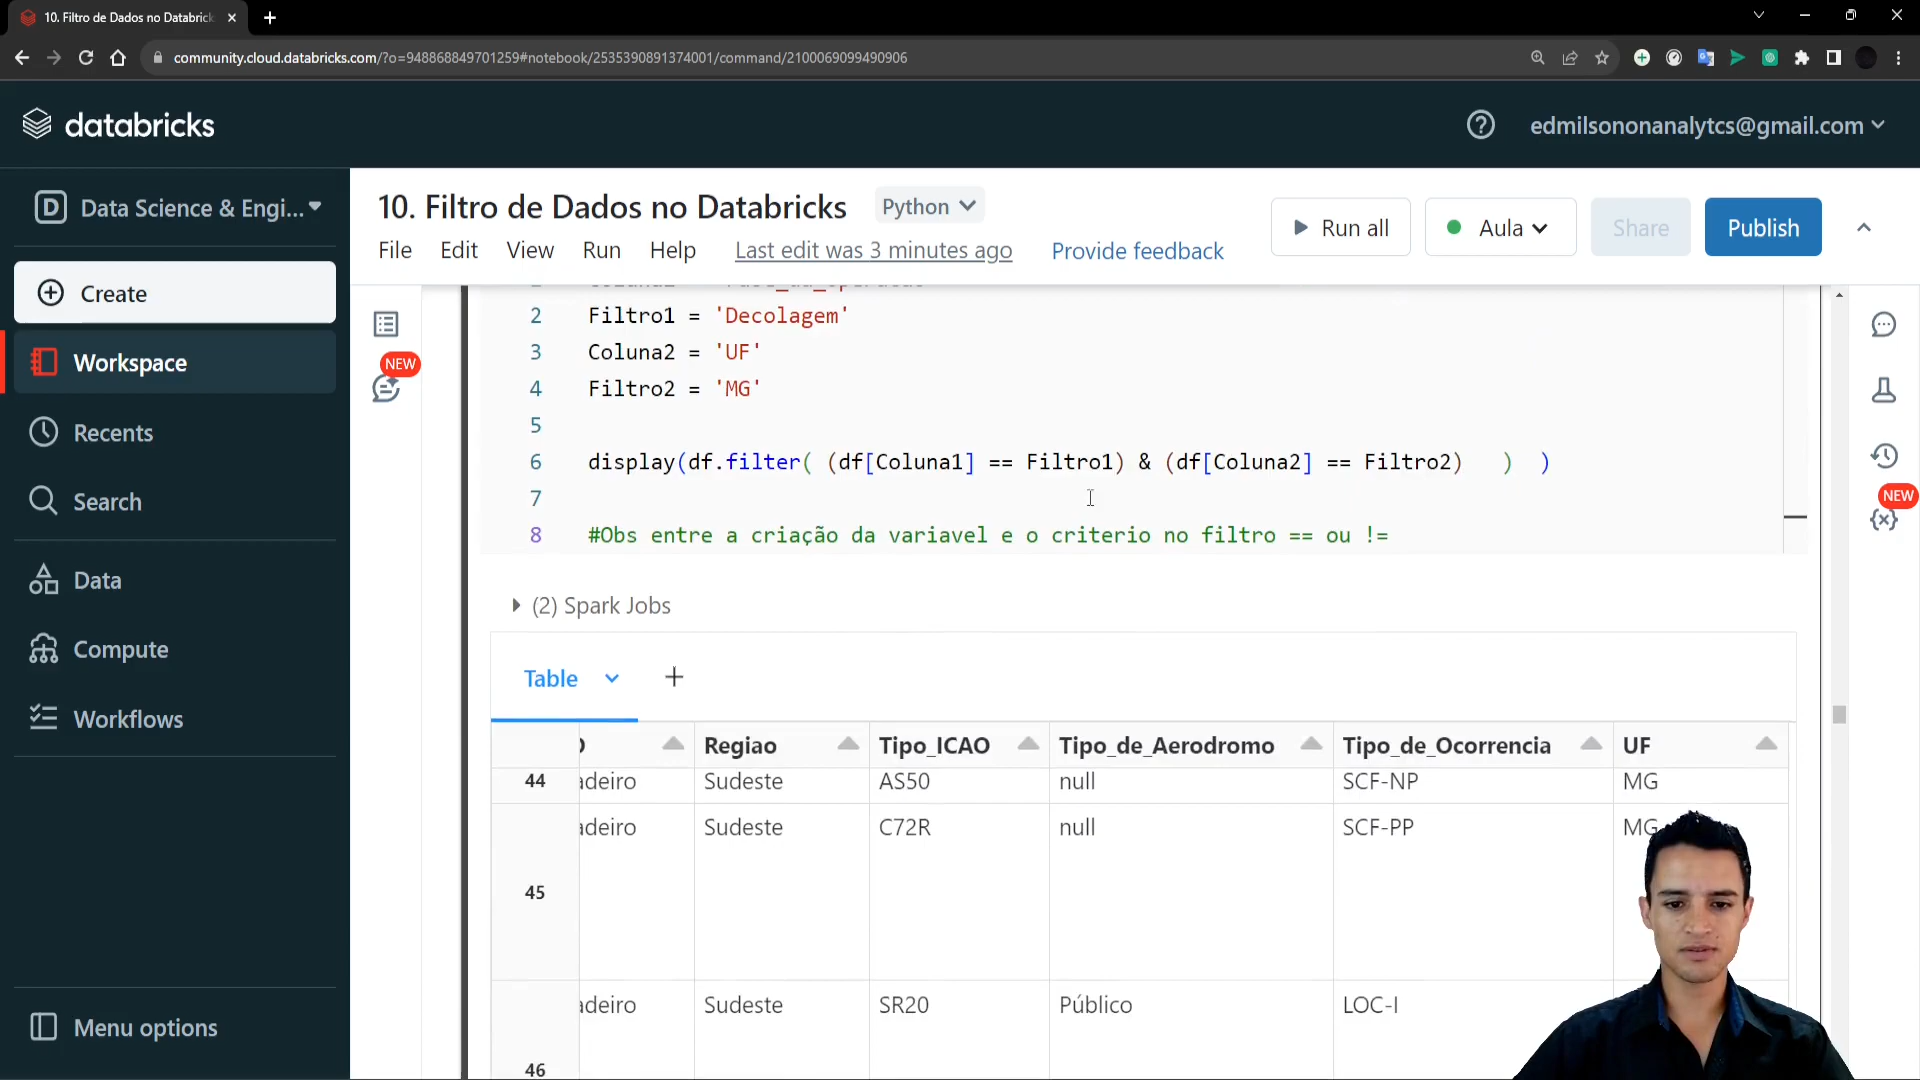 10. Filtro de Dados no Databrick
community.cloud.databricks.com/?o=948868849701259#notebook/2535390891374001/command/2100069099490906
databricks
edmilsononanalytcs@gmail.com
D Data Science & Engi...
Create
Workspace
Recents
Search
Data
Compute
Workflows
Menu options
10. Filtro de Dados no Databricks
Python
File Edit View Run Help Last edit was 3 minutes ago Provide feedback
Run all
Aula
Share
Publish
NEW
NEW
2 Filtro1 = 'Decolagem'
3 Coluna2 = 'UF'
4 Filtro2 = 'MG'
5
6 display(df.filter( (df[Coluna1] == Filtro1) & (df[Coluna2] == Filtro2) ) )
7
8 #Obs entre a criação da variavel e o criterio no filtro == ou !=
(2) Spark Jobs
Table +
Regiao Tipo_ICAO Tipo_de_Aerodromo Tipo_de_Ocorrencia UF
44 adeiro Sudeste AS50 null SCF-NP MG
45 adeiro Sudeste C72R null SCF-PP MG
46 adeiro Sudeste SR20 Público LOC-I